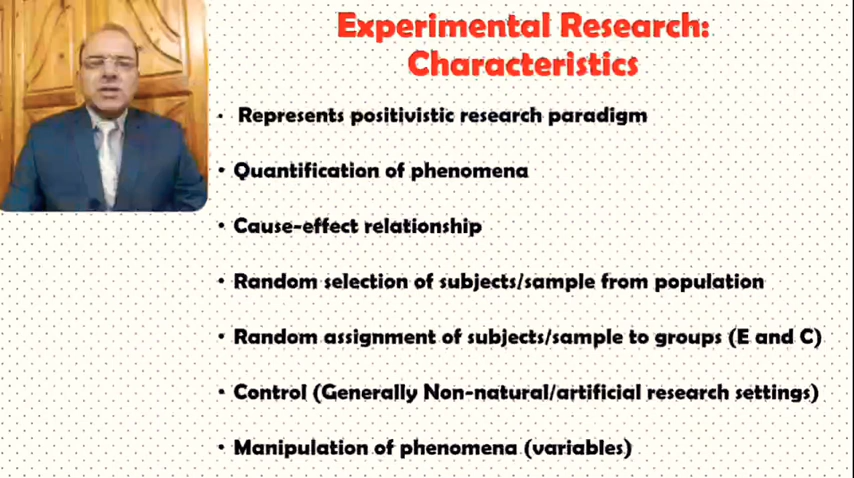 Experimental Research:
Characteristics
• Represents positivistic research paradigm
• Quantification of phenomena
• Cause-effect relationship
• Random selection of subjects/sample from population
• Random assignment of subjects/sample to groups (E and C)
• Control (Generally Non-natural/artificial research settings)
• Manipulation of phenomena (variables)